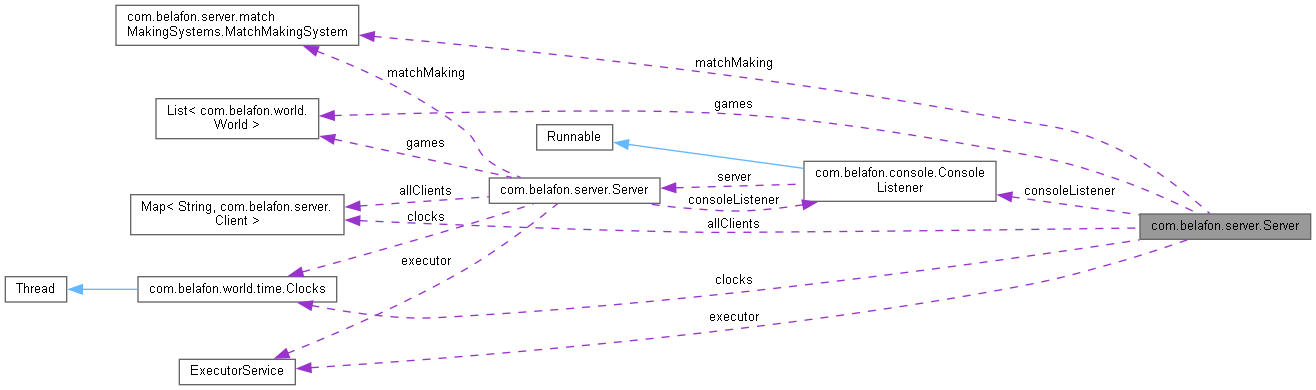 com.belafon.server.match
MakingSystems.MatchMakingSystem
matchMaking
matchMaking
List< com.belafon.world.
World >
games
games
Runnable
com.belafon.console.Console
Listener
server
consoleListener
consoleListener
com.belafon.server.Server
allClients
Map< String, com.belafon.server.
Client >
clocks
allClients
com.belafon.server.Server
executor
Thread
com.belafon.world.time.Clocks
clocks
executor
ExecutorService